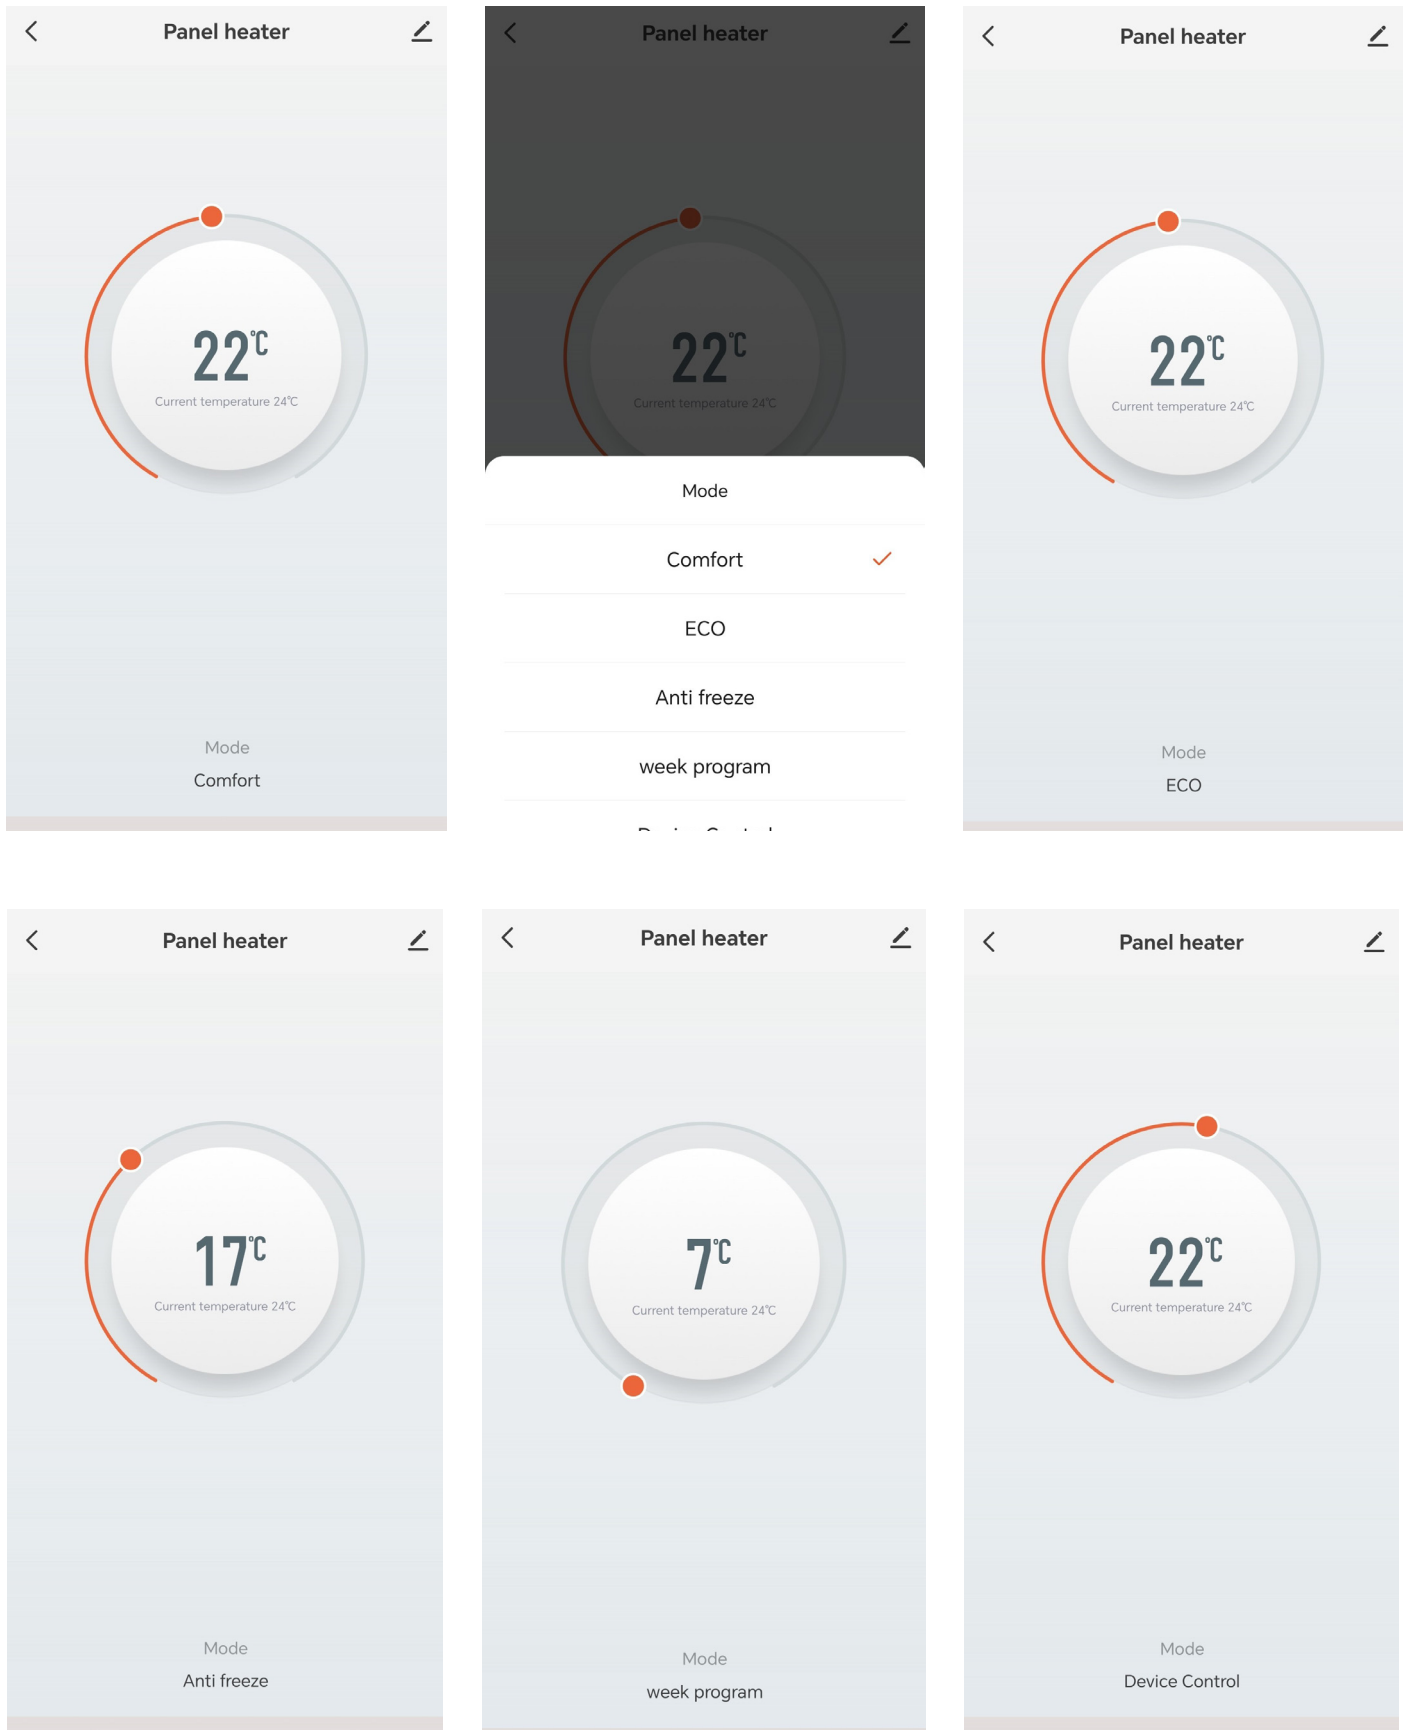 Panel heater
22℃
Current temperature 24℃
Mode
Comfort
Panel heater
22℃
Current temperature 24℃
Mode
Comfort
ECO
Anti freeze
week program
Device Control
Panel heater
22℃
Current temperature 24℃
Mode
ECO
Panel heater
17℃
Current temperature 24℃
Mode
Anti freeze
Panel heater
7℃
Current temperature 24℃
Mode
week program
Panel heater
22℃
Current temperature 24℃
Mode
Device Control